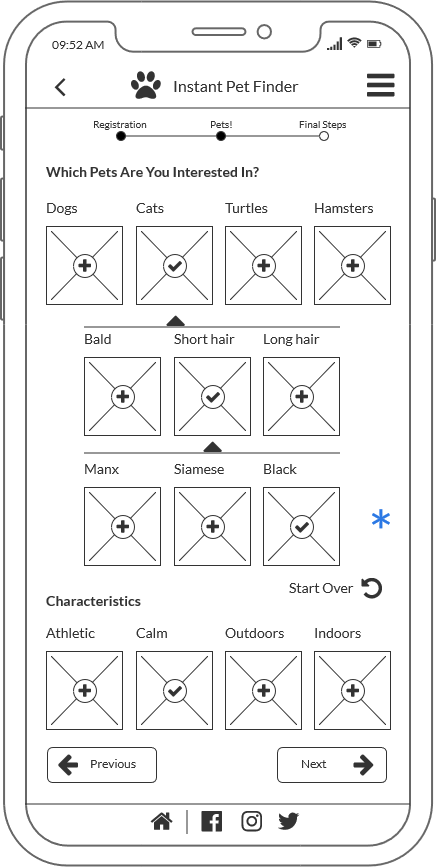 09:52 AM
Instant Pet Finder
Registration Pets! Final Steps
Which Pets Are You Interested In?
Dogs Cats Turtles Hamsters
Bald Short hair Long hair
Manx Siamese Black
Start Over
Characteristics
Athletic Calm Outdoors Indoors
Previous Next